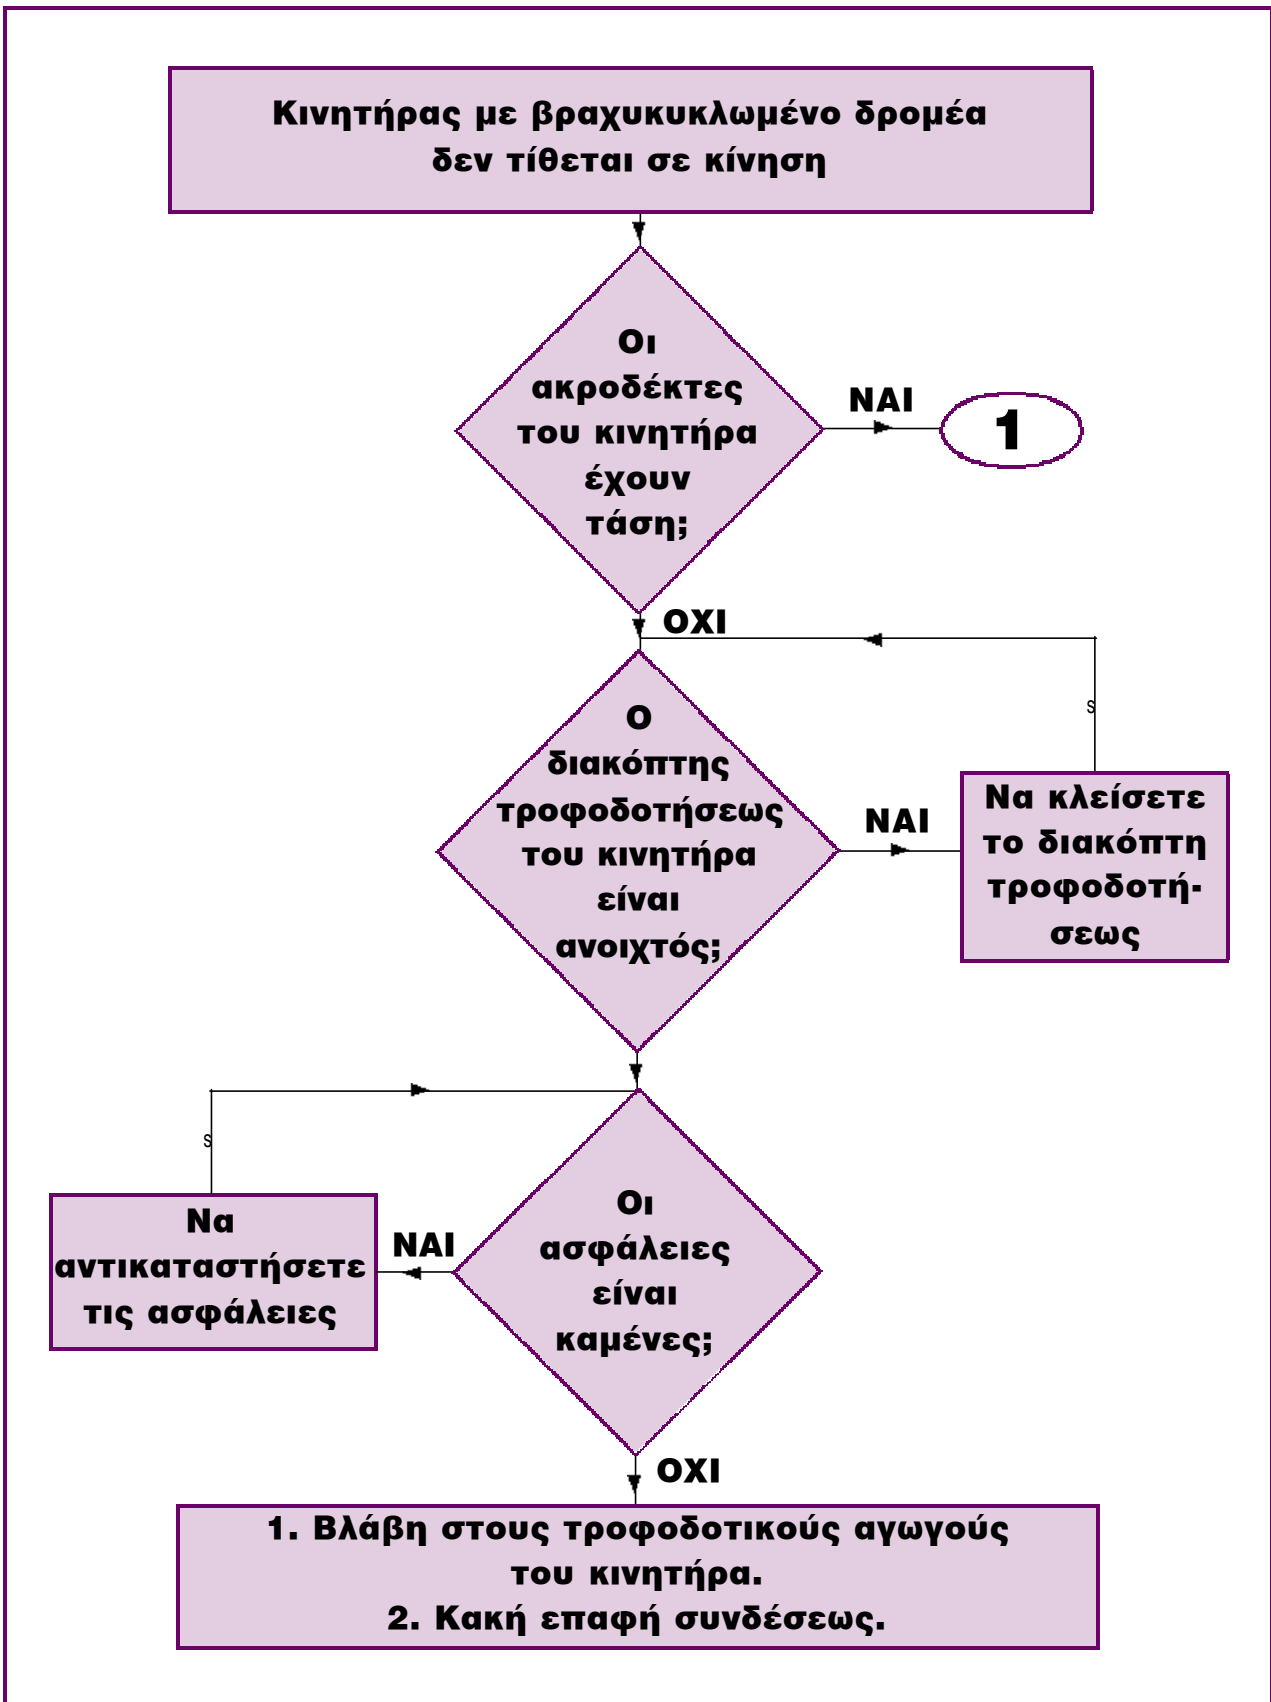 Κινητήρας με βραχυκυκλωμένο δρομέα
δεν τίθεται σε κίνηση
Οι
ακροδέκτες
του κινητήρα
έχουν
τάση;
ΝΑΙ
1
ΟΧΙ
Ο
διακόπτης
τροφοδοτήσεως
του κινητήρα
είναι
ανοιχτός;
ΝΑΙ
s
Να κλείσετε
το διακόπτη
τροφοδοτή-
σεως
s
Να
αντικαταστήσετε
τις ασφάλειες
ΝΑΙ
Οι
ασφάλειες
είναι
καμένες;
ΟΧΙ
1. Βλάβη στους τροφοδοτικούς αγωγούς
του κινητήρα.
2. Κακή επαφή συνδέσεως.